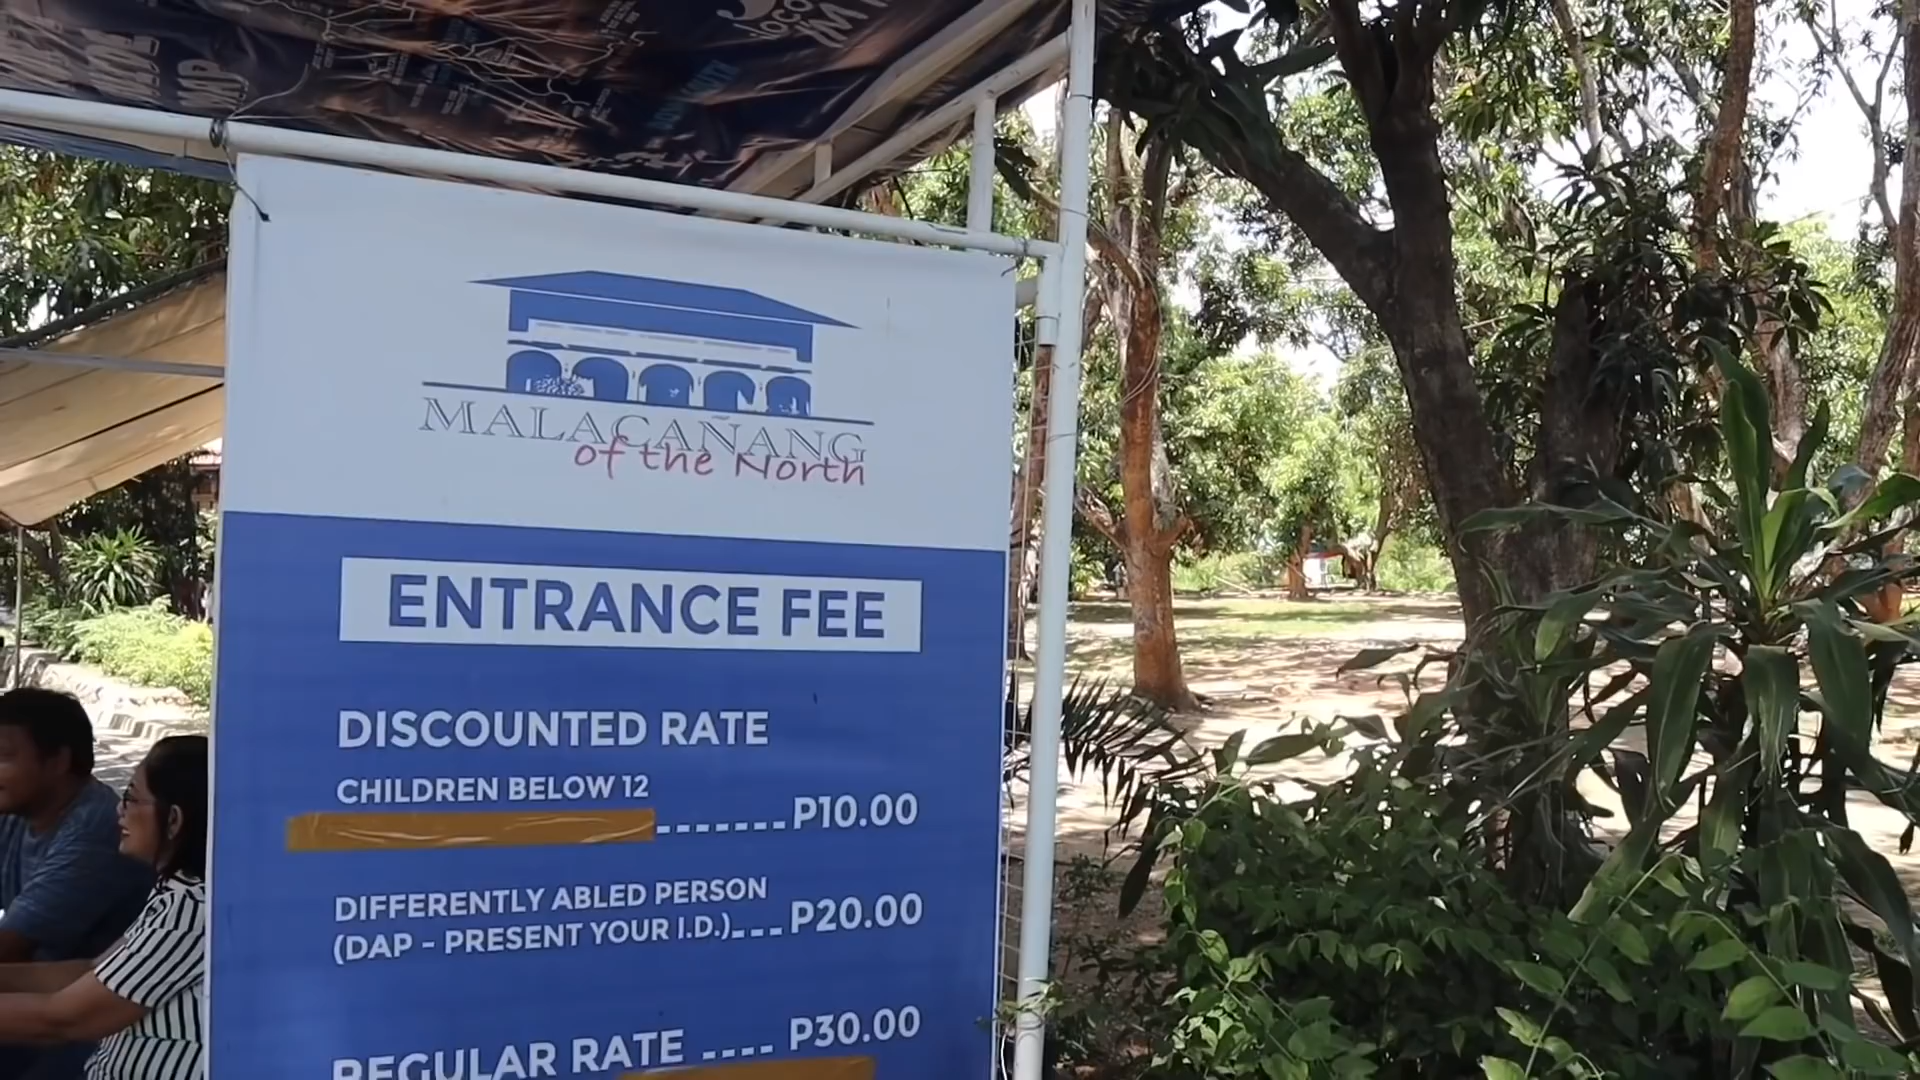 MALACAÑANG
of the North
ENTRANCE FEE
DISCOUNTED RATE
CHILDREN BELOW 12
-------P10.00
DIFFERENTLY ABLED PERSON
(DAP - PRESENT YOUR I.D.)---P20.00
REGULAR RATE ---- P30.00